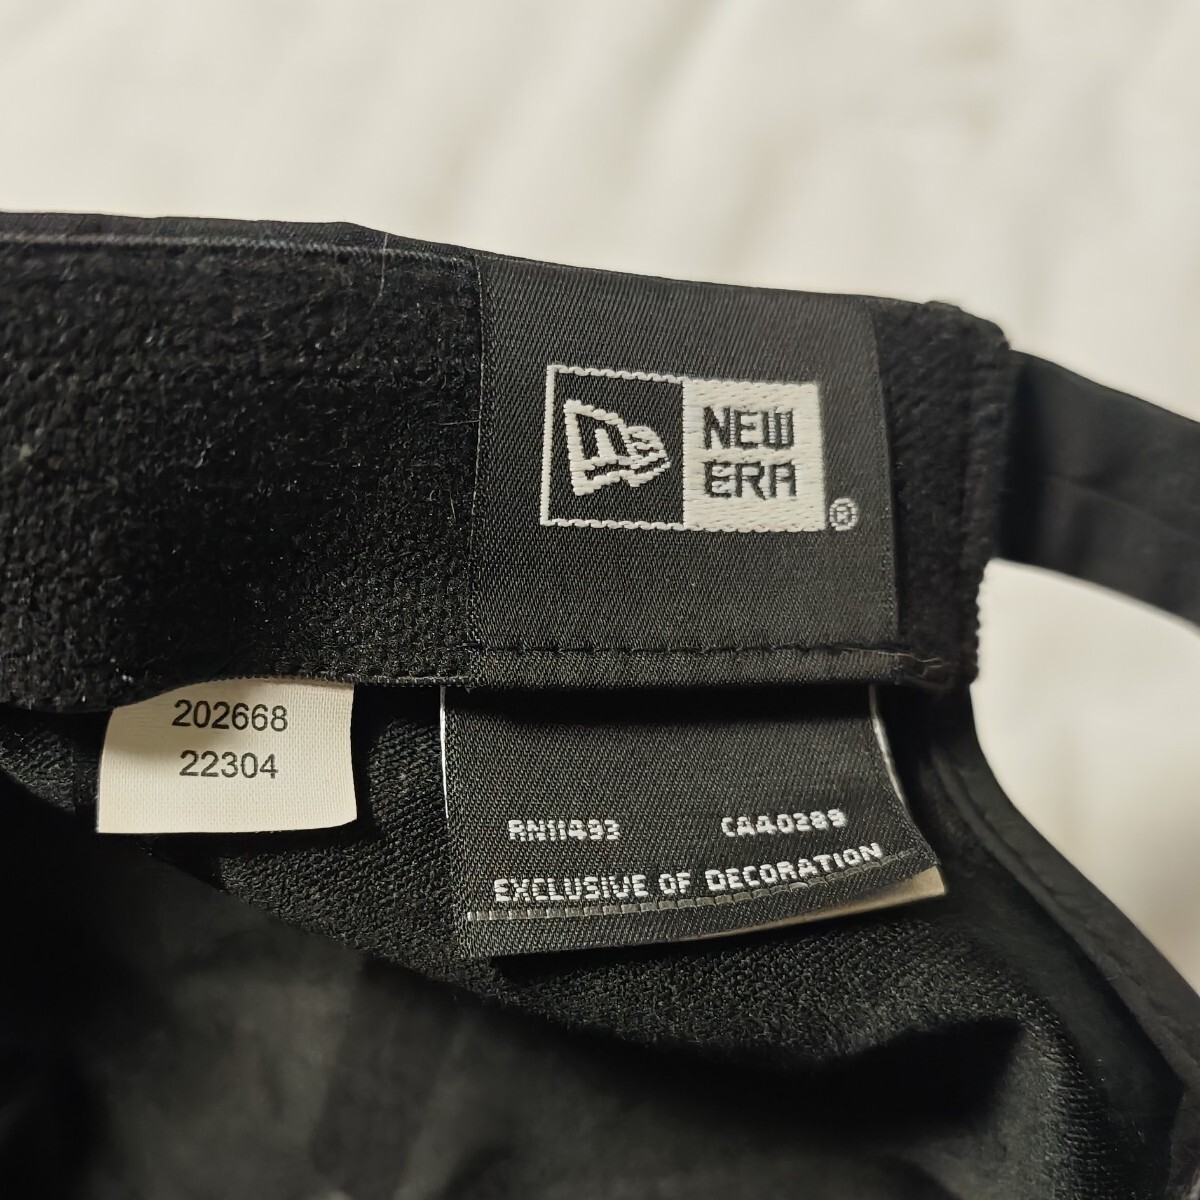 NEW
ERA
®
202668
22304
RN11493 CA40289
EXCLUSIVE OF DECORATION